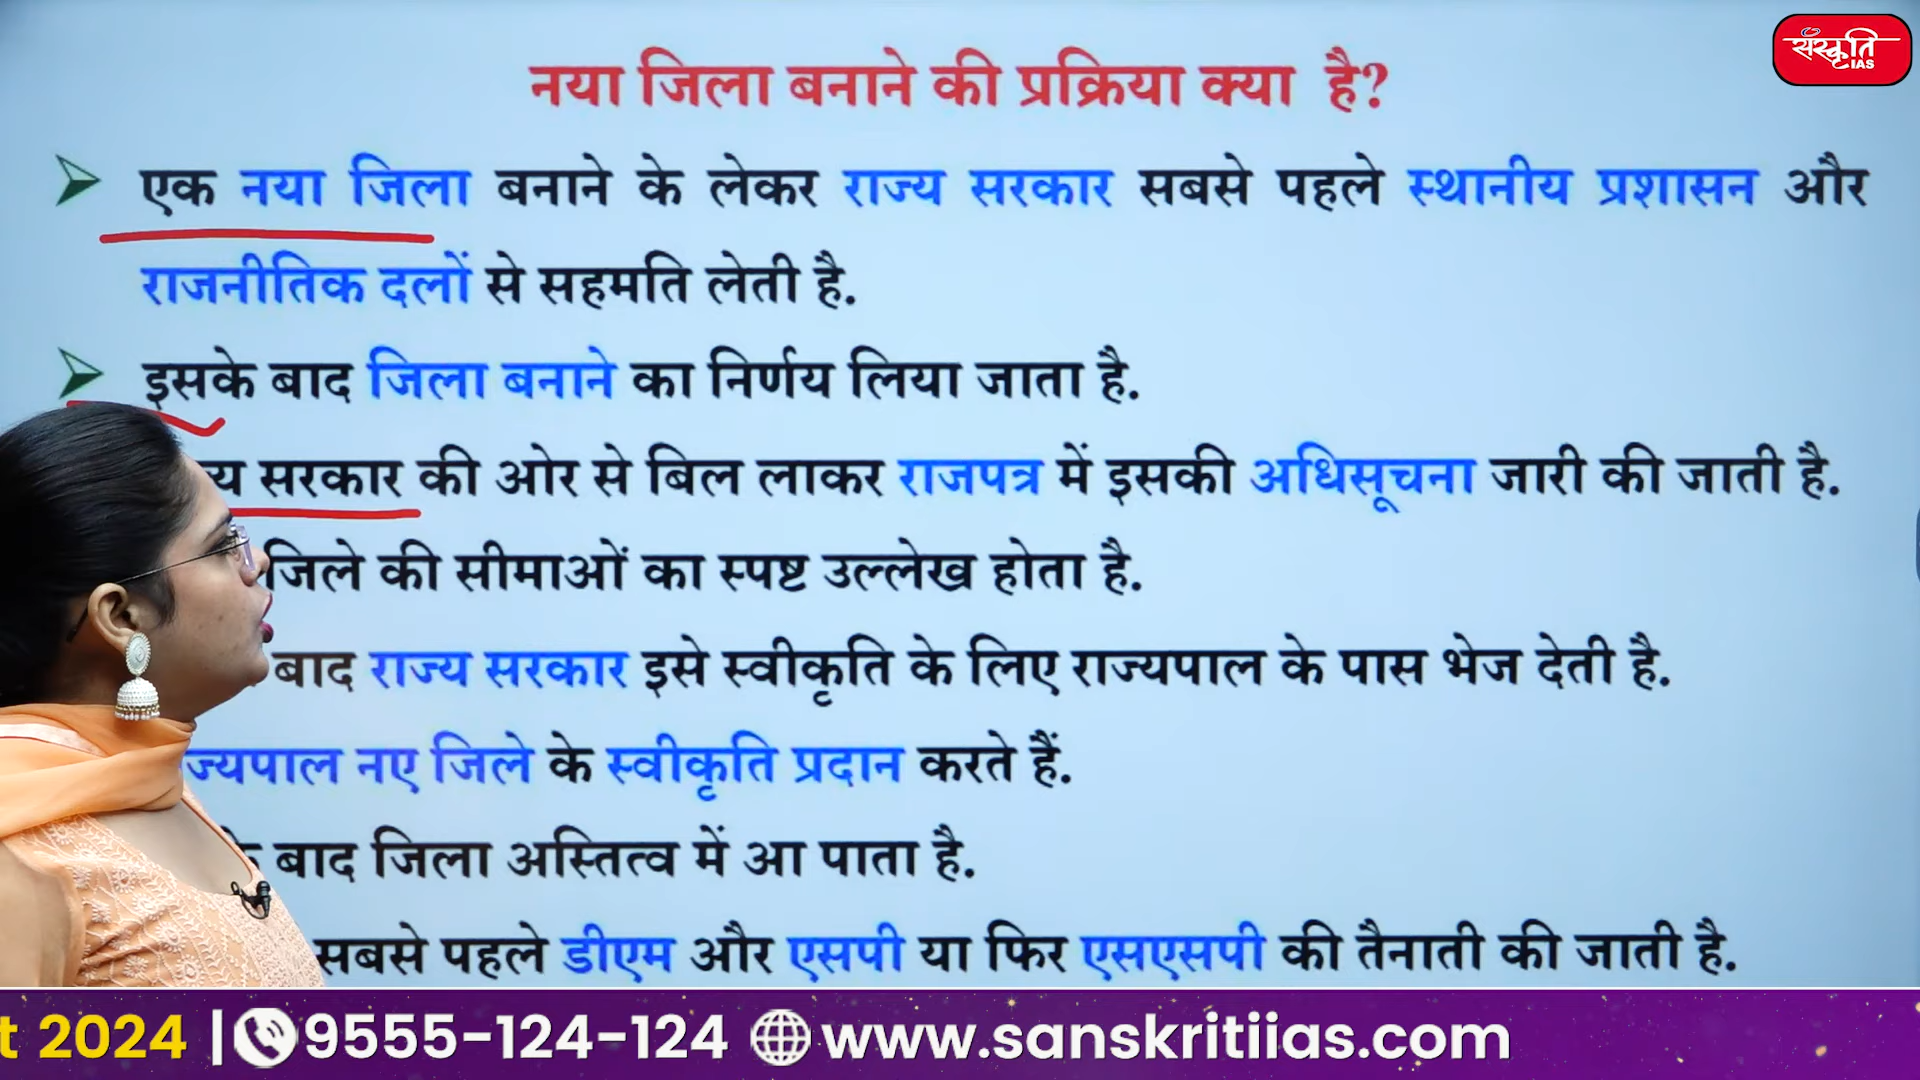 संस्कृति
IAS
नया जिला बनाने की प्रक्रिया क्या है?
एक नया जिला बनाने के लेकर राज्य सरकार सबसे पहले स्थानीय प्रशासन और
राजनीतिक दलों से सहमति लेती है.
इसके बाद जिला बनाने का निर्णय लिया जाता है.
सरकार की ओर से बिल लाकर राजपत्र में इसकी अधिसूचना जारी की जाती है.
जिले की सीमाओं का स्पष्ट उल्लेख होता है.
बाद राज्य सरकार इसे स्वीकृति के लिए राज्यपाल के पास भेज देती है.
नए जिले के स्वीकृति प्रदान करते हैं.
बाद जिला अस्तित्व में आ पाता है.
सबसे पहले डीएम और एसपी या फिर एसएसपी की तैनाती की जाती है.
2024 | 9555-124-124 www.sanskritiias.com